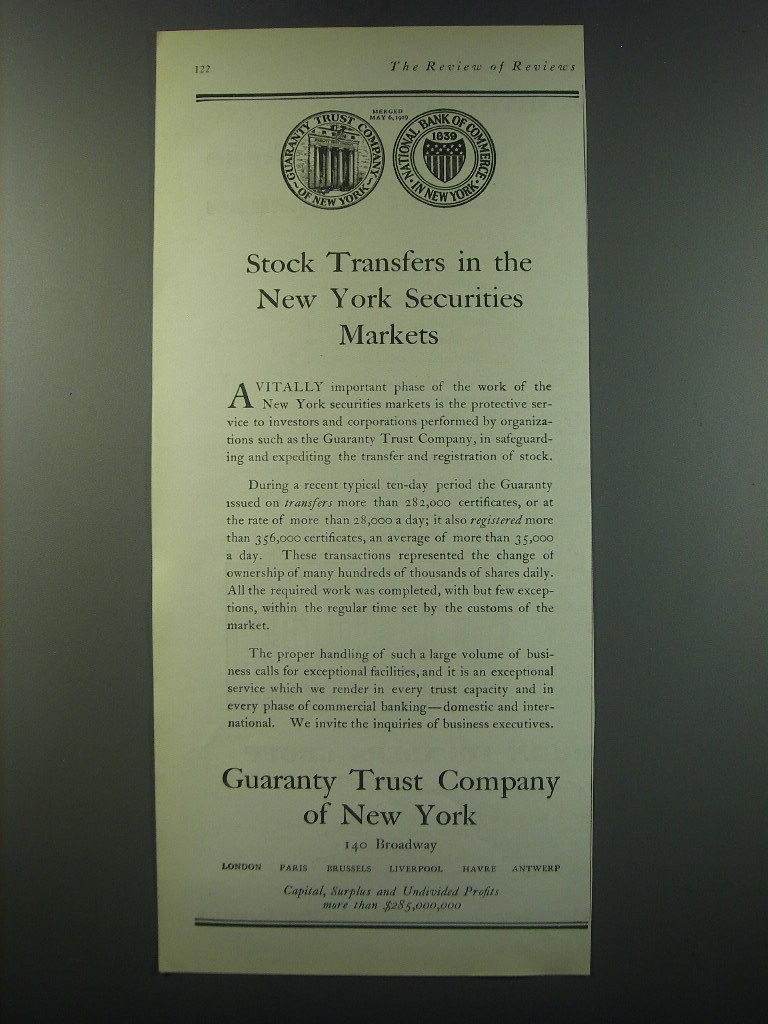 122 The Review of Reviews
MERGED
MAY 6, 1929
GUARANTY TRUST COMPANY
OF NEW YORK
NATIONAL BANK OF COMMERCE
1839
IN NEW YORK
Stock Transfers in the
New York Securities
Markets
A VITALLY important phase of the work of the
New York securities markets is the protective ser-
vice to investors and corporations performed by organiza-
tions such as the Guaranty Trust Company, in safeguard-
ing and expediting the transfer and registration of stock.
During a recent typical ten-day period the Guaranty
issued on transfers more than 282,000 certificates, or at
the rate of more than 28,000 a day; it also registered more
than 356,000 certificates, an average of more than 35,000
a day. These transactions represented the change of
ownership of many hundreds of thousands of shares daily.
All the required work was completed, with but few excep-
tions, within the regular time set by the customs of the
market.
The proper handling of such a large volume of busi-
ness calls for exceptional facilities, and it is an exceptional
service which we render in every trust capacity and in
every phase of commercial banking—domestic and inter-
national. We invite the inquiries of business executives.
Guaranty Trust Company
of New York
140 Broadway
LONDON PARIS BRUSSELS LIVERPOOL HAVRE ANTWERP
Capital, Surplus and Undivided Profits
more than $285,000,000